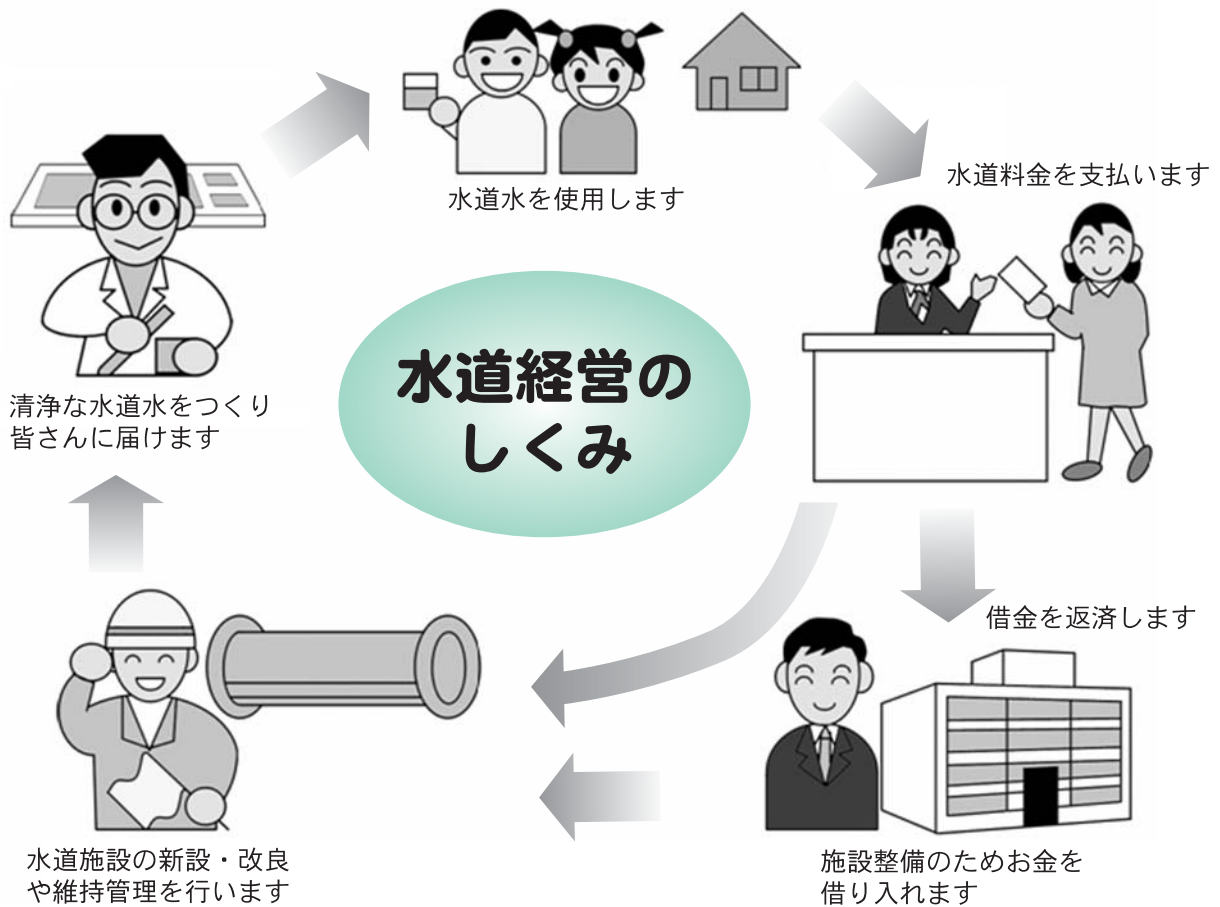 水道水を使用します
水道料金を支払います
水道経営の
しくみ
清浄な水道水をつくり
皆さんに届けます
借金を返済します
水道施設の新設・改良
や維持管理を行います
施設整備のためお金を
借り入れます